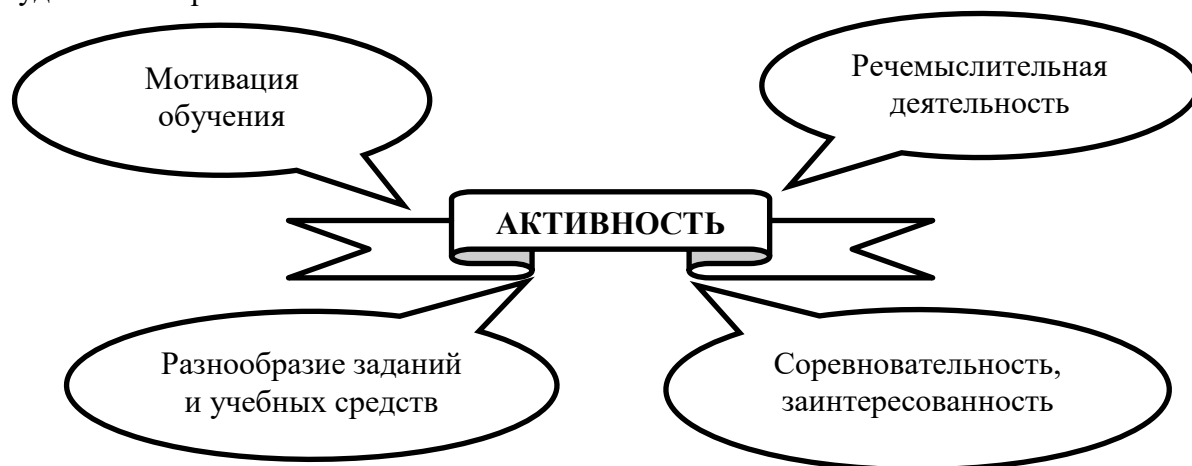 Мотивация
обучения
Речемыслительная
деятельность
АКТИВНОСТЬ
Разнообразие заданий
и учебных средств
Соревновательность,
заинтересованность